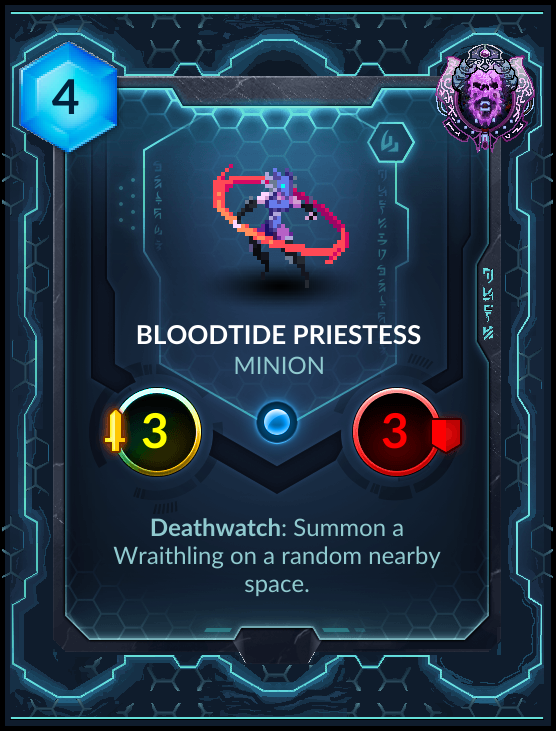 4
BLOODTIDE PRIESTESS
MINION
3
3
Deathwatch: Summon a
Wraithling on a random nearby
space.